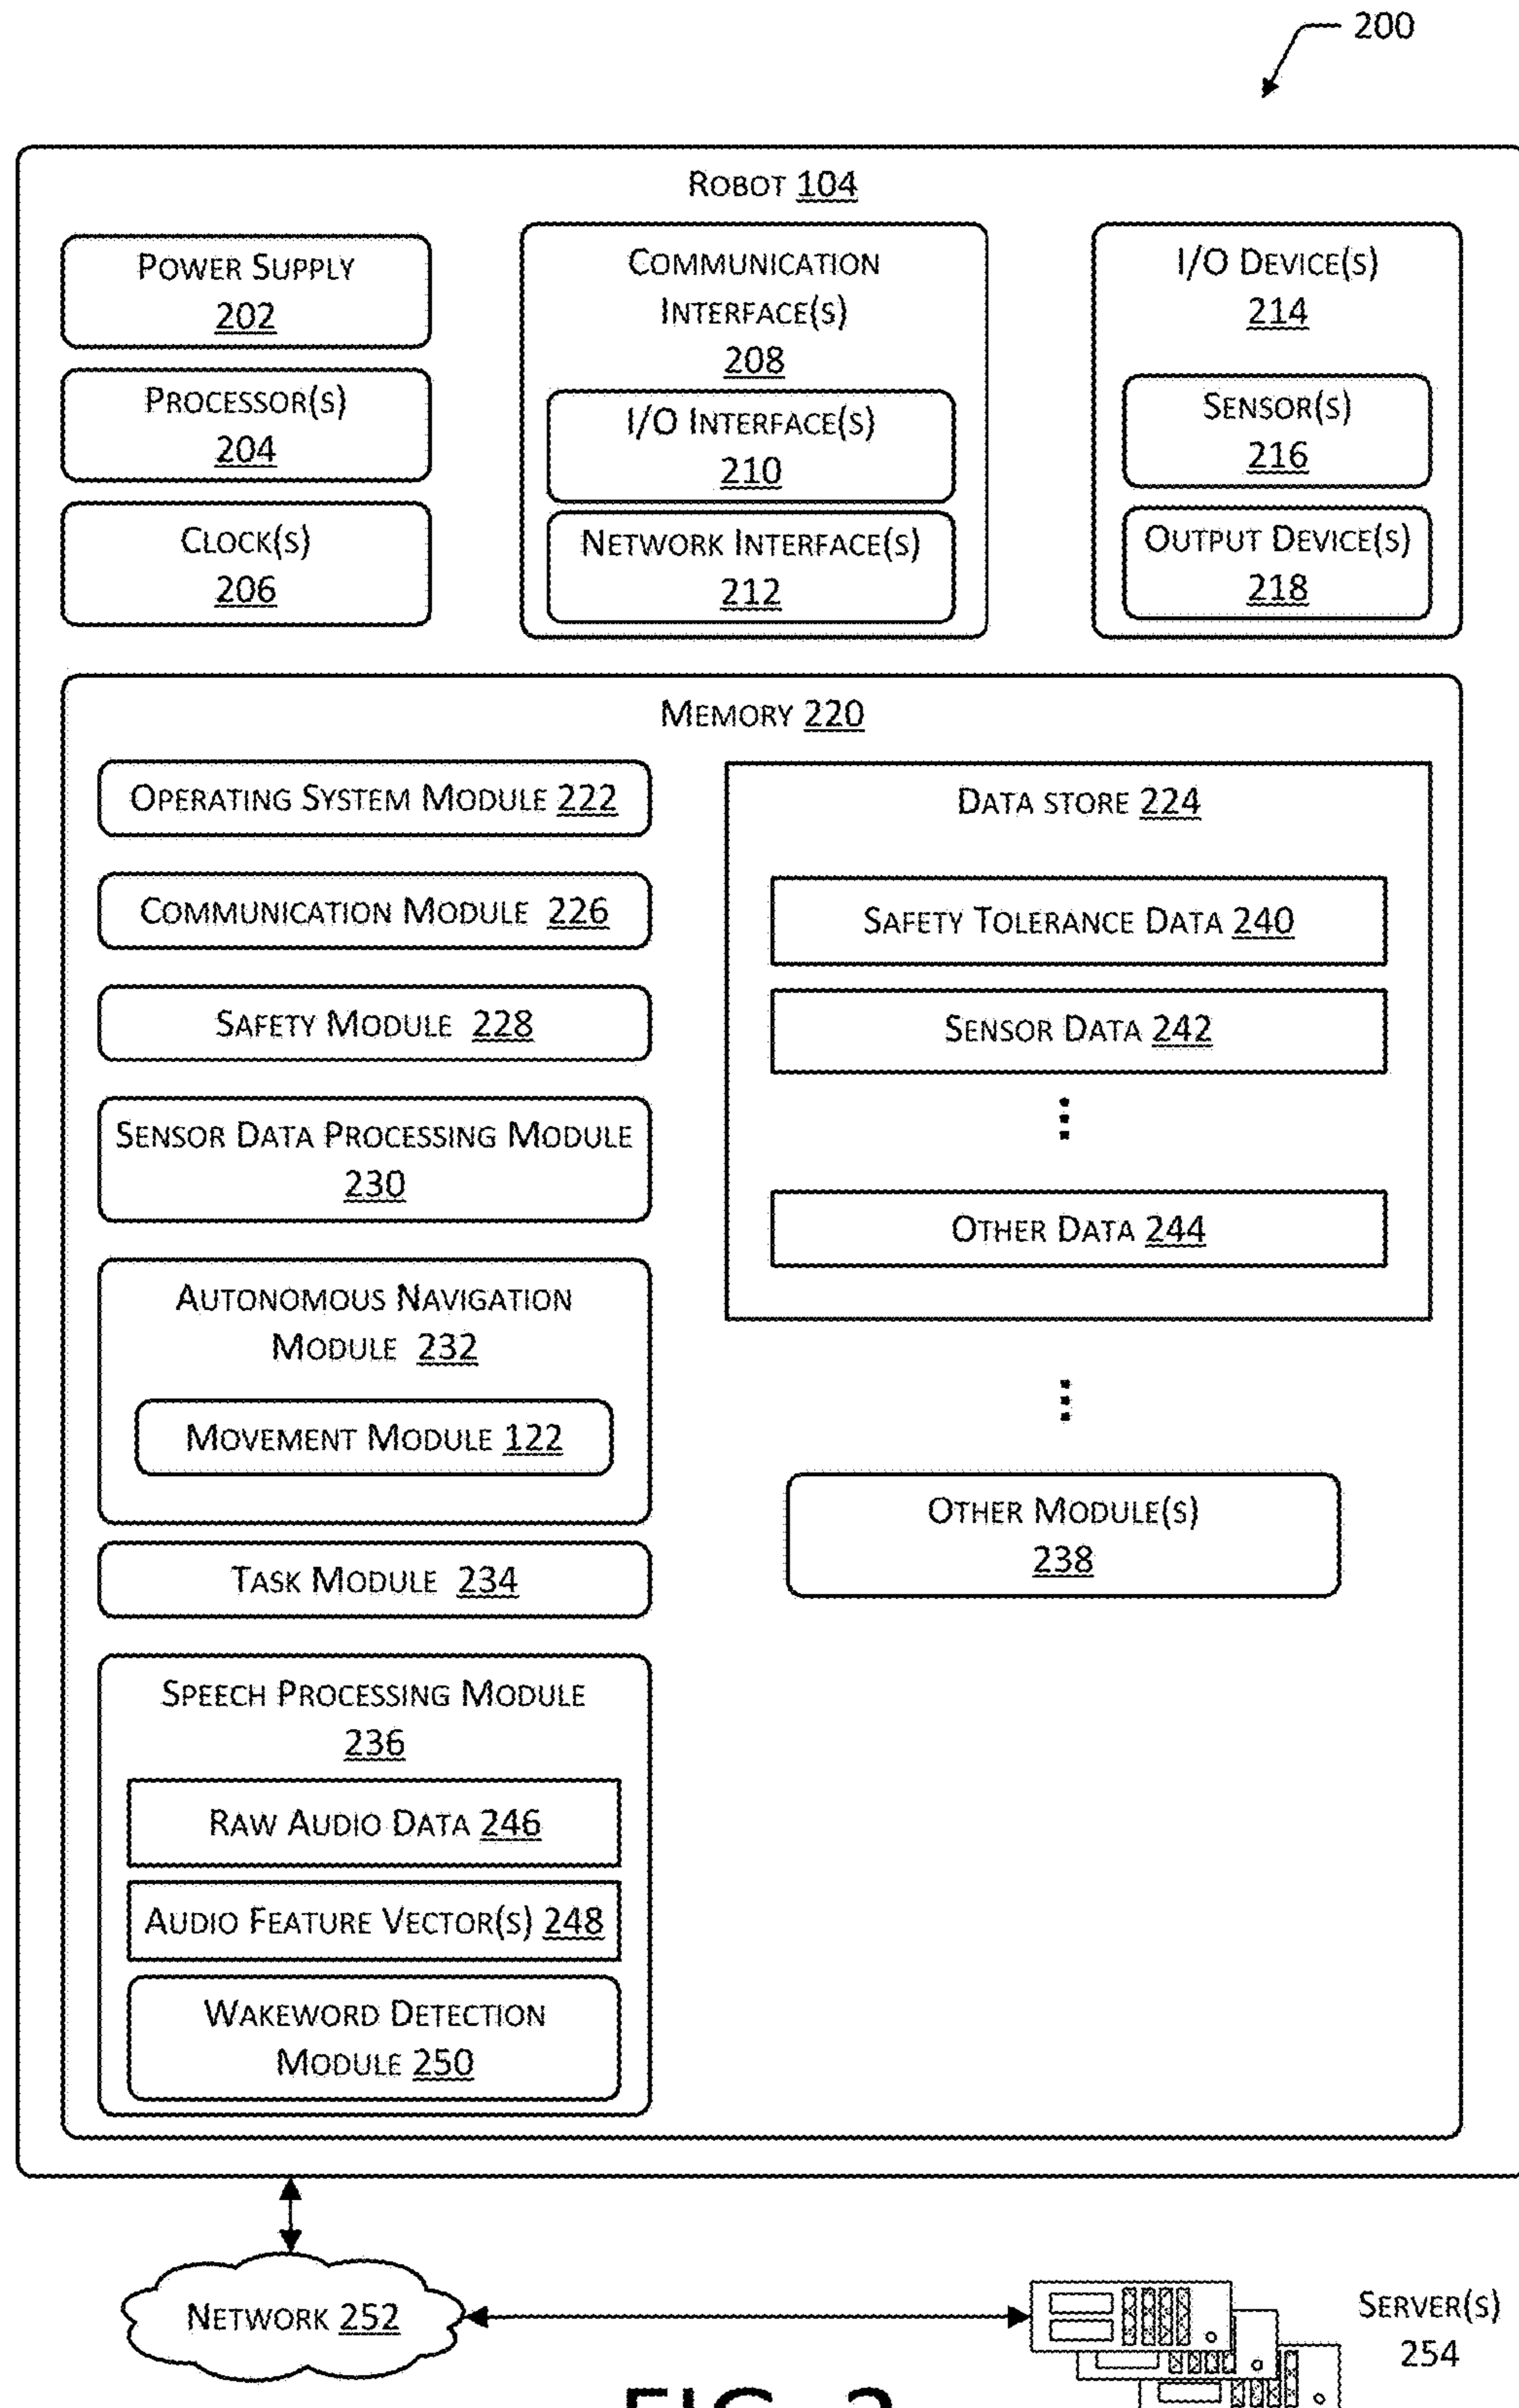 200
ROBOT 104
POWER SUPPLY
202
PROCESSOR(S)
204
CLOCK(S)
206
COMMUNICATION
INTERFACE(S)
208
I/O INTERFACE(S)
210
NETWORK INTERFACE(S)
212
I/O DEVICE(S)
214
SENSOR(S)
216
OUTPUT DEVICE(S)
218
MEMORY 220
OPERATING SYSTEM MODULE 222
COMMUNICATION MODULE 226
SAFETY MODULE 228
SENSOR DATA PROCESSING MODULE
230
AUTONOMOUS NAVIGATION
MODULE 232
MOVEMENT MODULE 122
TASK MODULE 234
SPEECH PROCESSING MODULE
236
RAW AUDIO DATA 246
AUDIO FEATURE VECTOR(S) 248
WAKEWORD DETECTION
MODULE 250
DATA STORE 224
SAFETY TOLERANCE DATA 240
SENSOR DATA 242
OTHER DATA 244
OTHER MODULE(S)
238
NETWORK 252
SERVER(S)
254
FIG. 2